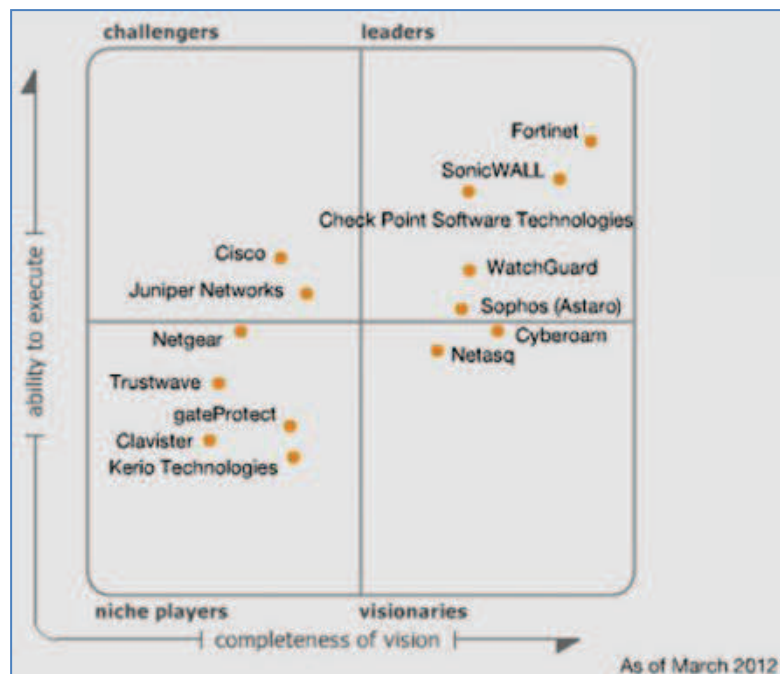 challengers
leaders
Fortinet
SonicWALL
Check Point Software Technologies
Cisco
WatchGuard
Juniper Networks
Sophos (Astaro)
Netgear
Cyberoam
Netasq
Trustwave
gateProtect
Clavister
Kerio Technologies
ability to execute
niche players
visionaries
completeness of vision
As of March 2012